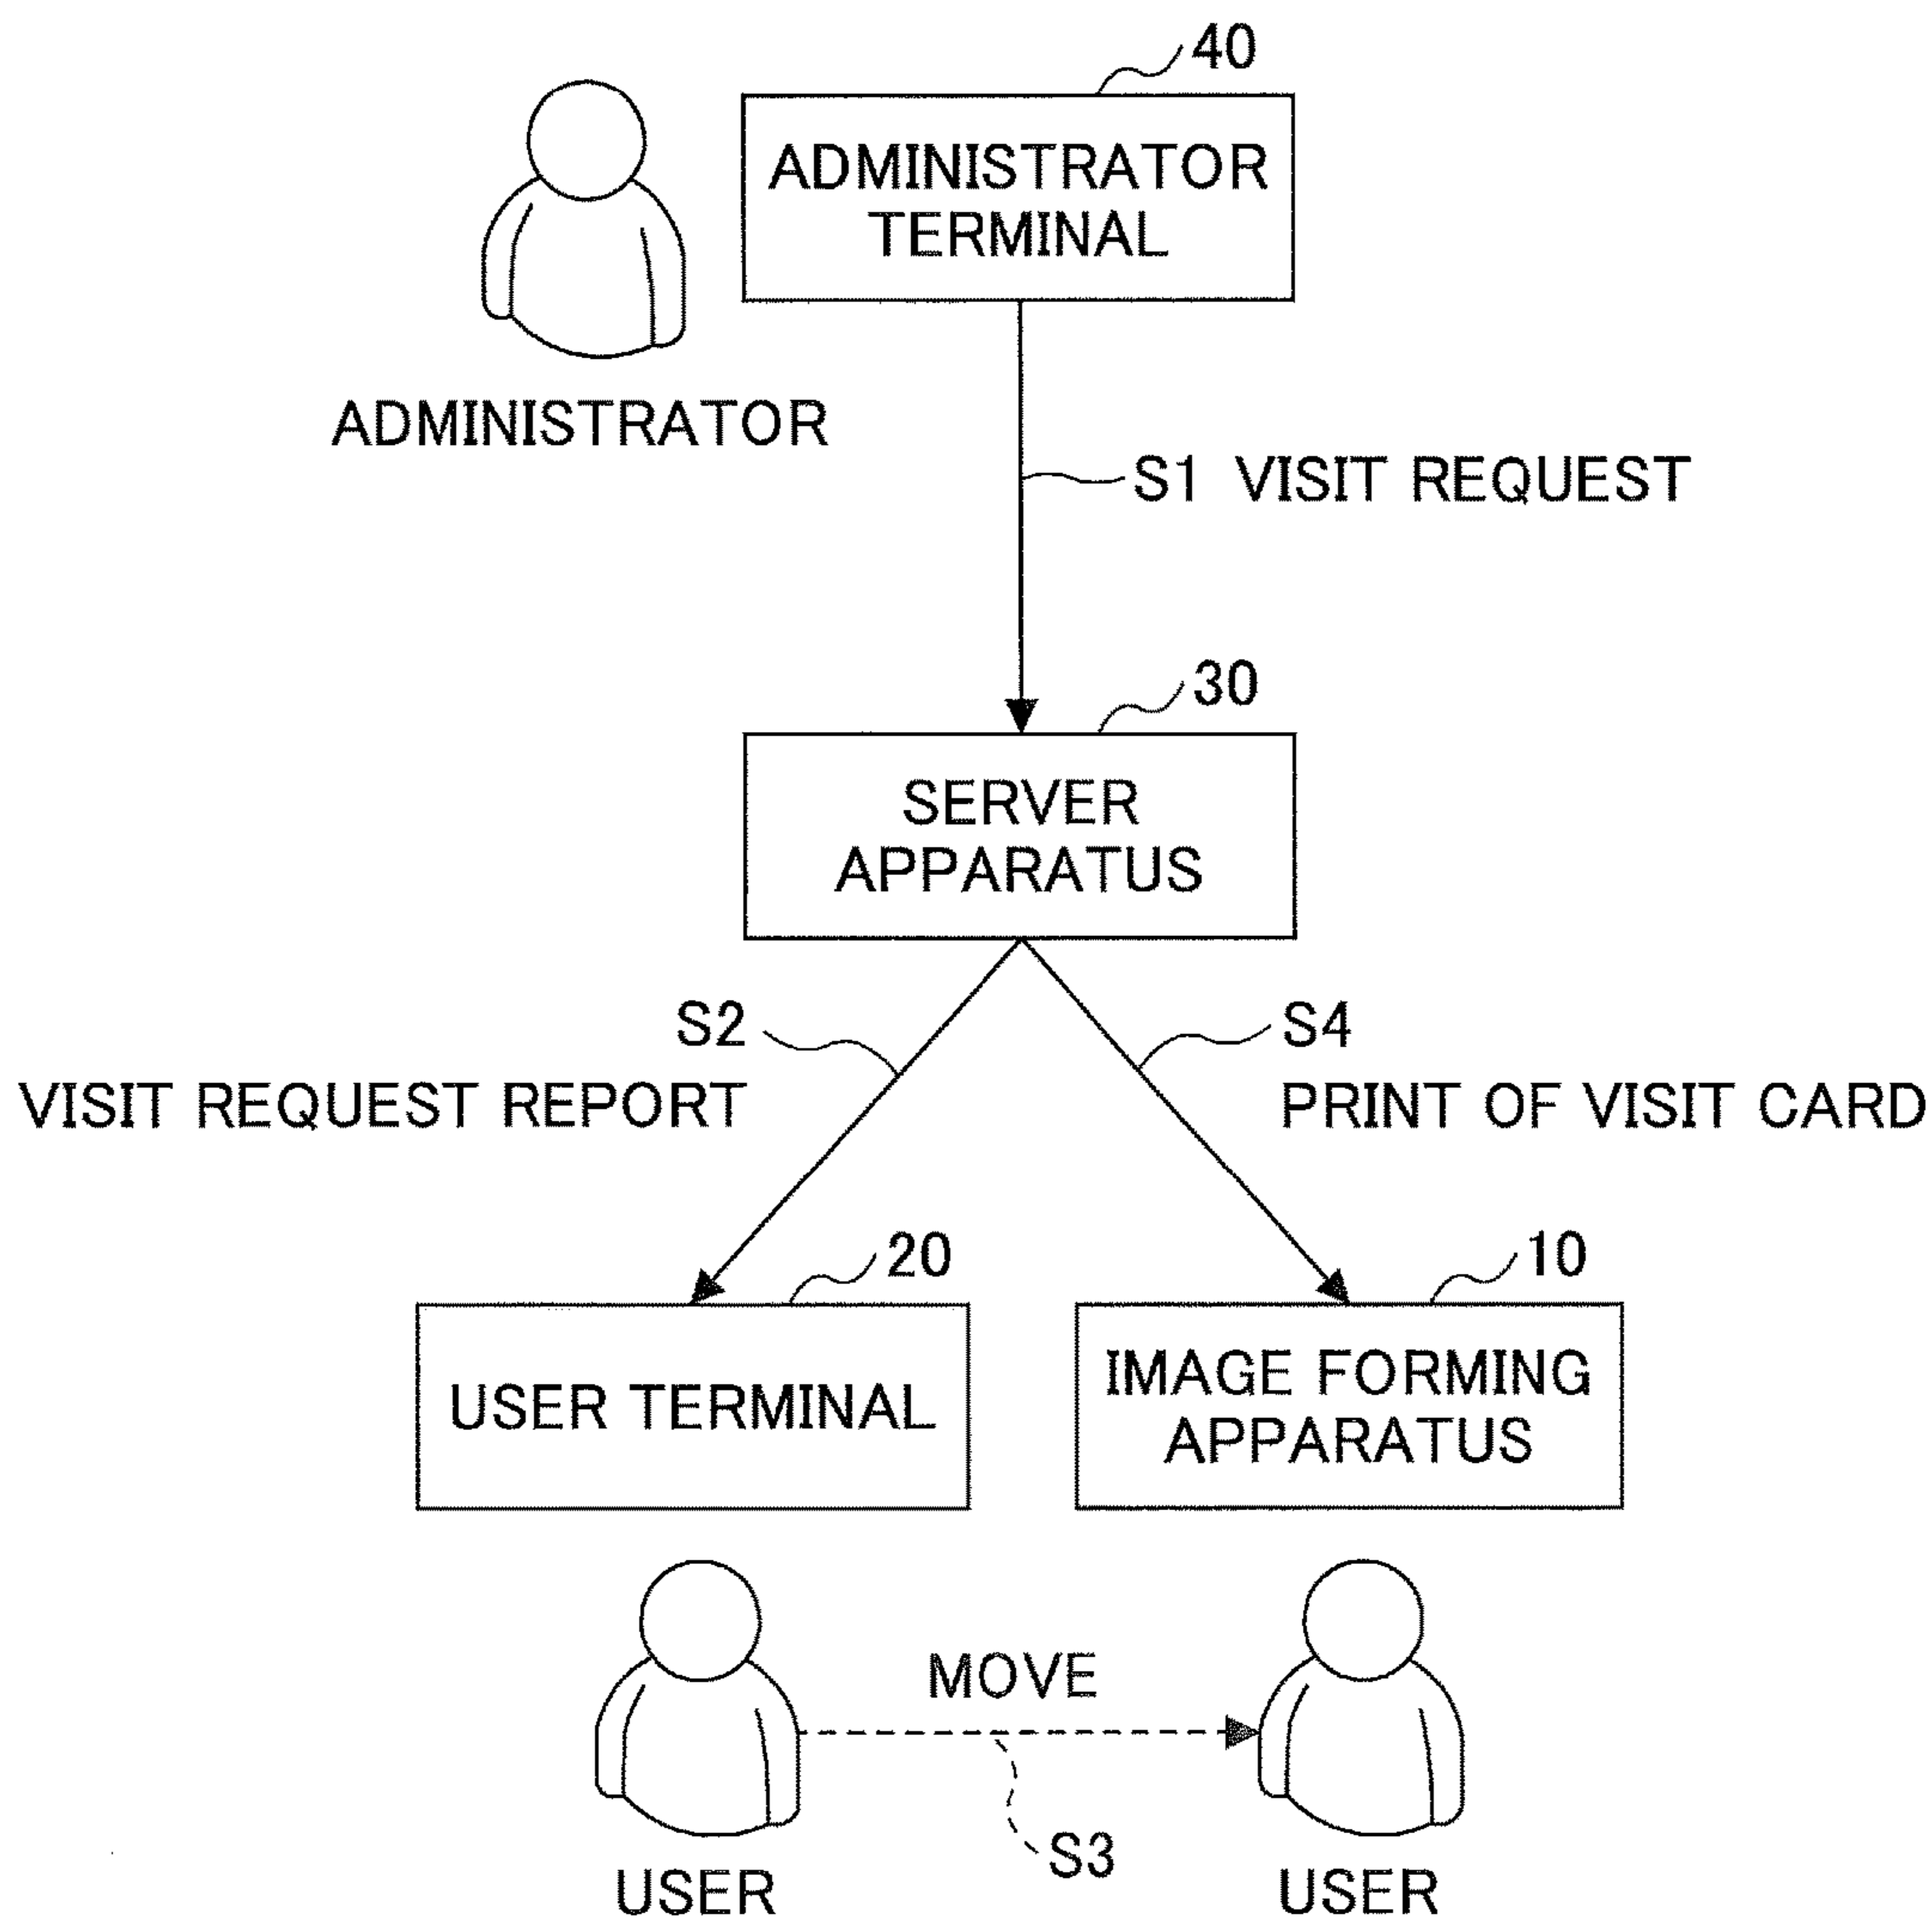 40
ADMINISTRATOR
TERMINAL
ADMINISTRATOR
S1 VISIT REQUEST
30
SERVER
APPARATUS
S2
VISIT REQUEST REPORT
S4
PRINT OF VISIT CARD
20
USER TERMINAL
10
IMAGE FORMING
APPARATUS
MOVE
S3
USER
USER